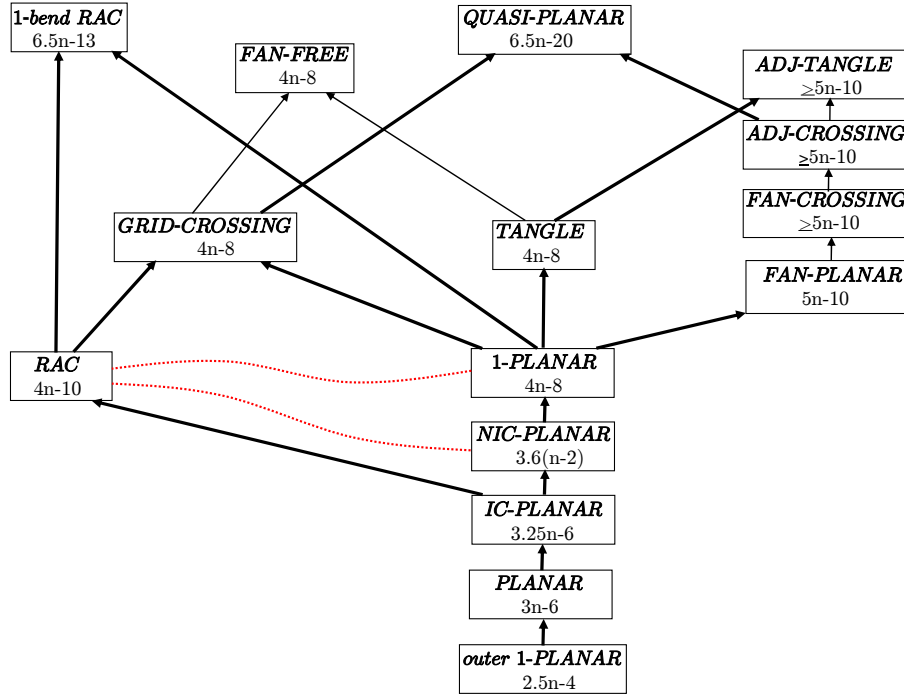 1-bend RAC
6.5n-13
QUASI-PLANAR
6.5n-20
FAN-FREE
4n-8
ADJ-TANGLE
≥5n-10
ADJ-CROSSING
≥5n-10
FAN-CROSSING
≥5n-10
GRID-CROSSING
4n-8
TANGLE
4n-8
FAN-PLANAR
5n-10
RAC
4n-10
1-PLANAR
4n-8
NIC-PLANAR
3.6(n-2)
IC-PLANAR
3.25n-6
PLANAR
3n-6
outer 1-PLANAR
2.5n-4